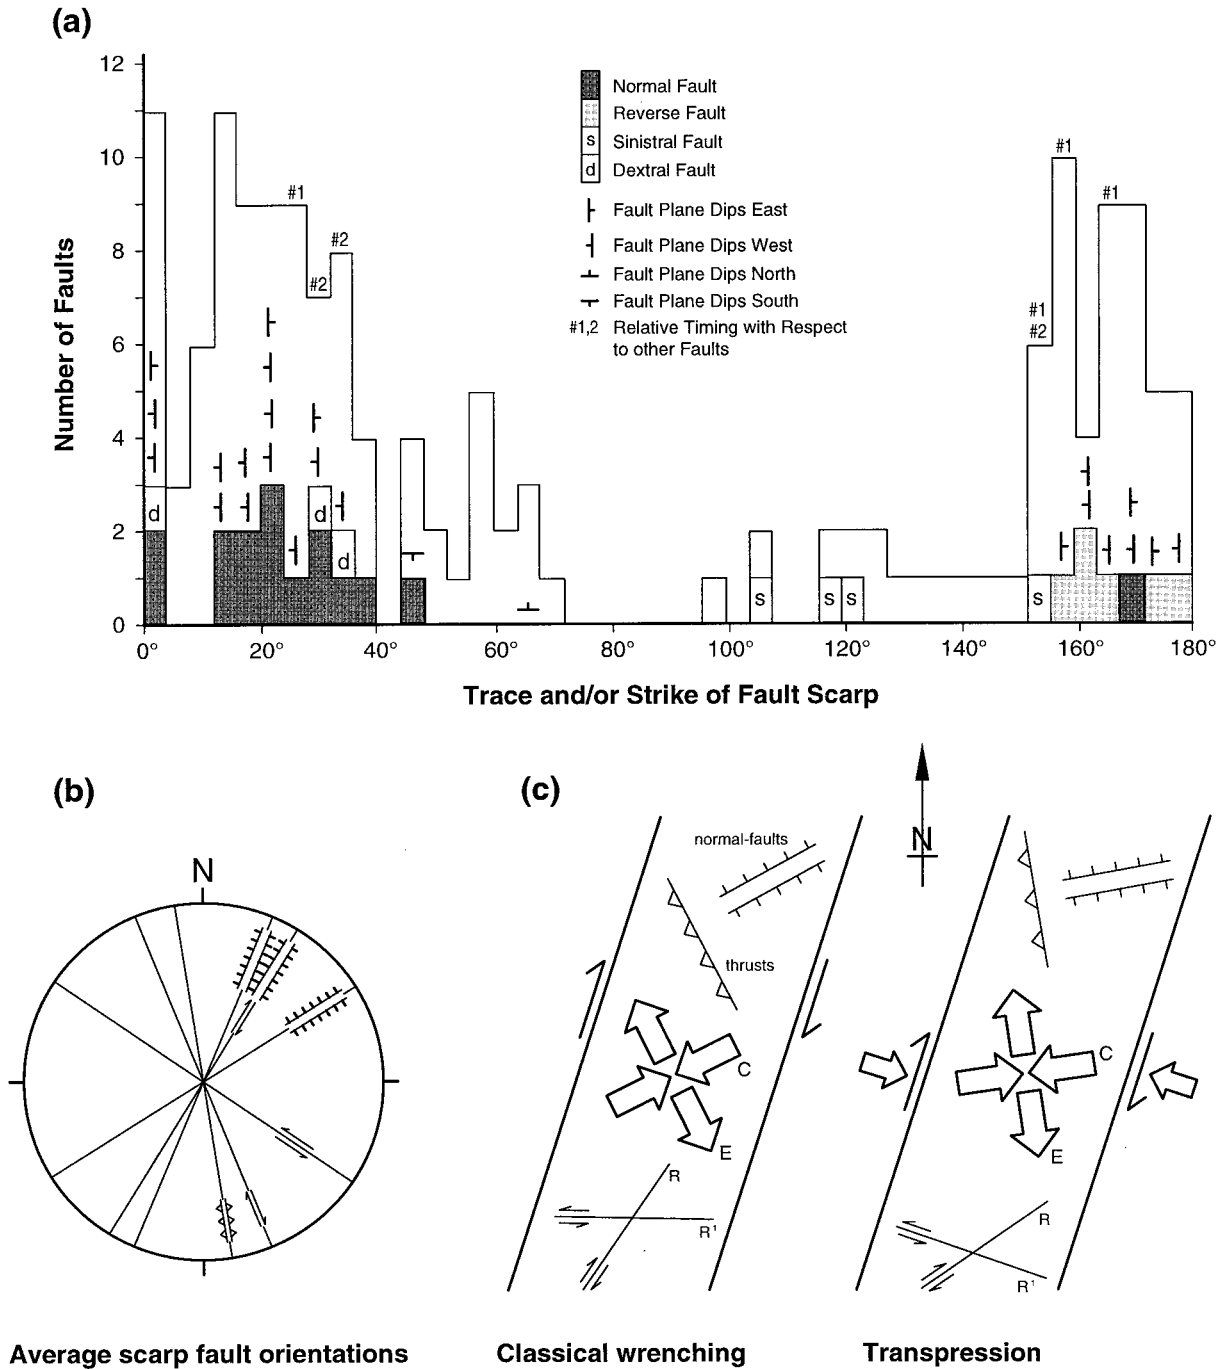 (a)
12
10
8
6
4
2
0
Number of Faults
0°
20°
40°
60°
80°
100°
120°
140°
160°
180°
Trace and/or Strike of Fault Scarp
Normal Fault
Reverse Fault
s Sinistral Fault
d Dextral Fault
Fault Plane Dips East
Fault Plane Dips West
Fault Plane Dips North
Fault Plane Dips South
#1,2 Relative Timing with Respect
to other Faults
#1
#2
#2
#1
#2
#1
#1
d
d
d
s
s
s
s
(b)
N
Average scarp fault orientations
(c)
N
normal-faults
thrusts
C
E
R
R¹
Classical wrenching
C
E
R
R¹
Transpression